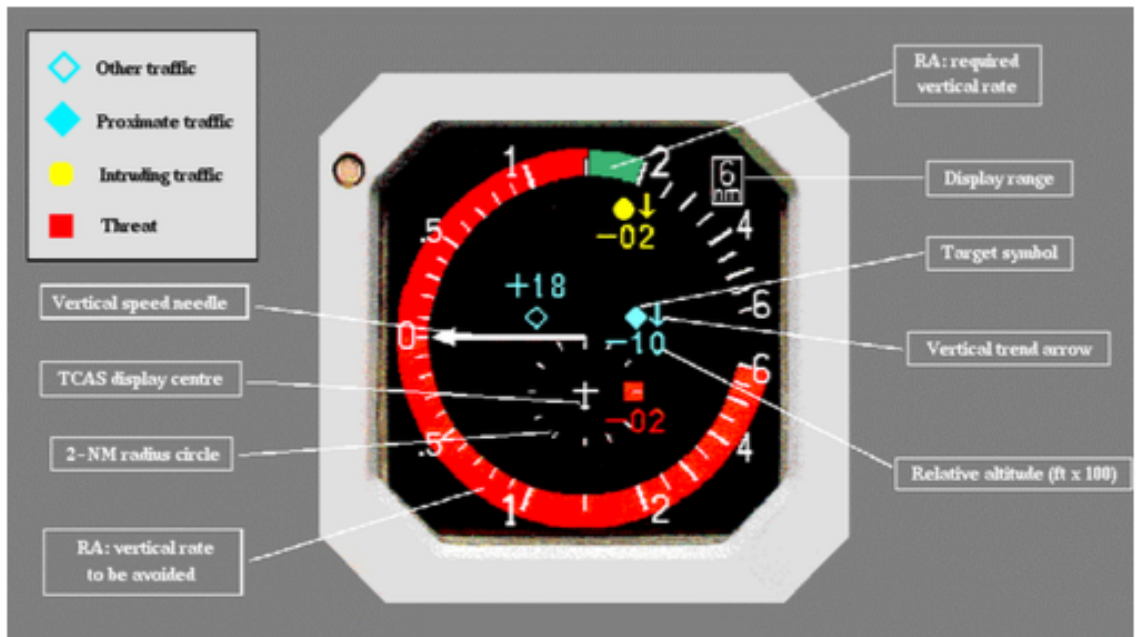 Other traffic
Proximate traffic
Intruding traffic
Threat
Vertical speed needle
TCAS display centre
2-NM radius circle
RA: vertical rate
to be avoided
RA: required
vertical rate
Display range
Target symbol
Vertical trend arrow
Relative altitude (ft x 100)
1
2
6
nm
.5
4
-02
+18
6
0
-10
6
-02
.5
4
1
2